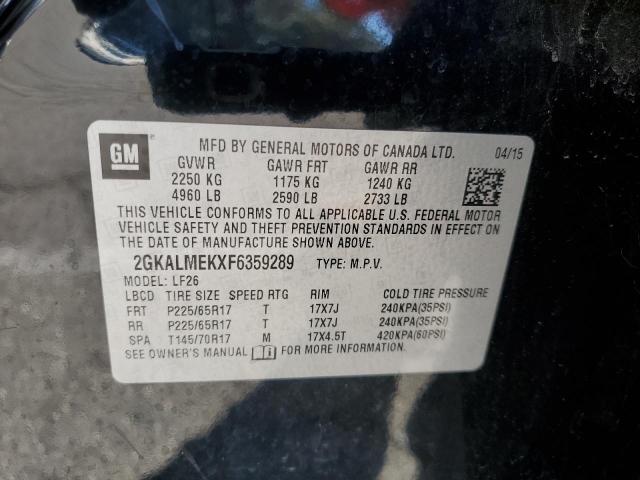 GM
MFD BY GENERAL MOTORS OF CANADA LTD. 04/15
GVWR GAWR FRT GAWR RR
2250 KG 1175 KG 1240 KG
4960 LB 2590 LB 2733 LB
THIS VEHICLE CONFORMS TO ALL APPLICABLE U.S. FEDERAL MOTOR
VEHICLE SAFETY AND THEFT PREVENTION STANDARDS IN EFFECT ON
THE DATE OF MANUFACTURE SHOWN ABOVE.
2GKALMEKXF6359289 TYPE: M.P.V.
MODEL: LF26
LBCD TIRE SIZE SPEED RTG RIM COLD TIRE PRESSURE
FRT P225/65R17 T 17X7J 240KPA(35PSI)
RR P225/65R17 T 17X7J 240KPA(35PSI)
SPA T145/70R17 M 17X4.5T 420KPA(60PSI)
SEE OWNER'S MANUAL FOR MORE INFORMATION.